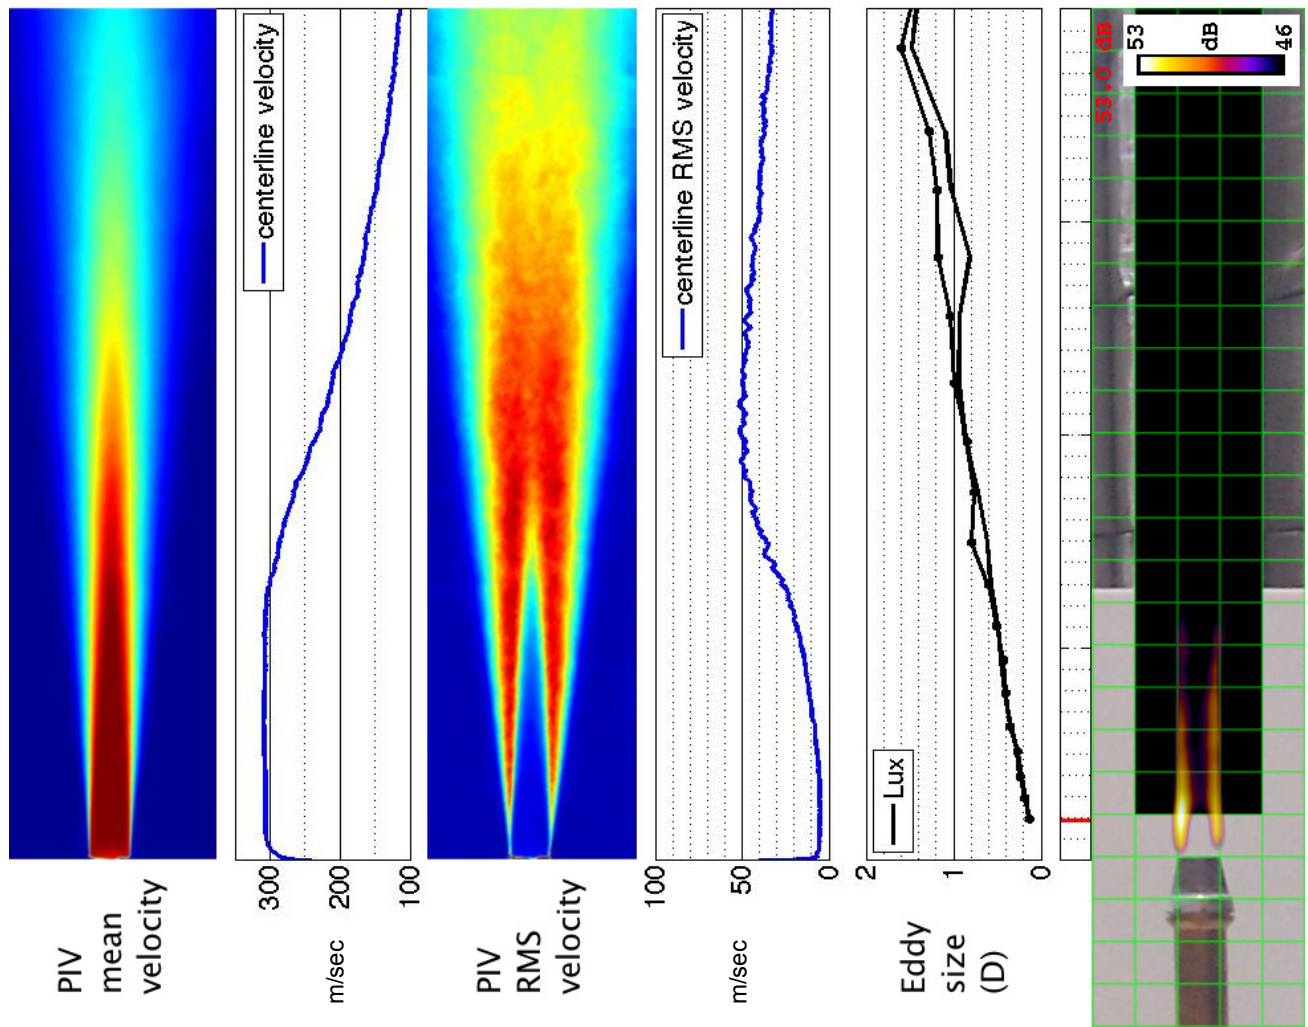 PIV
mean
velocity
300
200
100
m/sec
centerline velocity
PIV
RMS
velocity
100
50
0
m/sec
centerline RMS velocity
Eddy
size
(D)
2
1
0
Lux
53.0 dB
53
dB
46